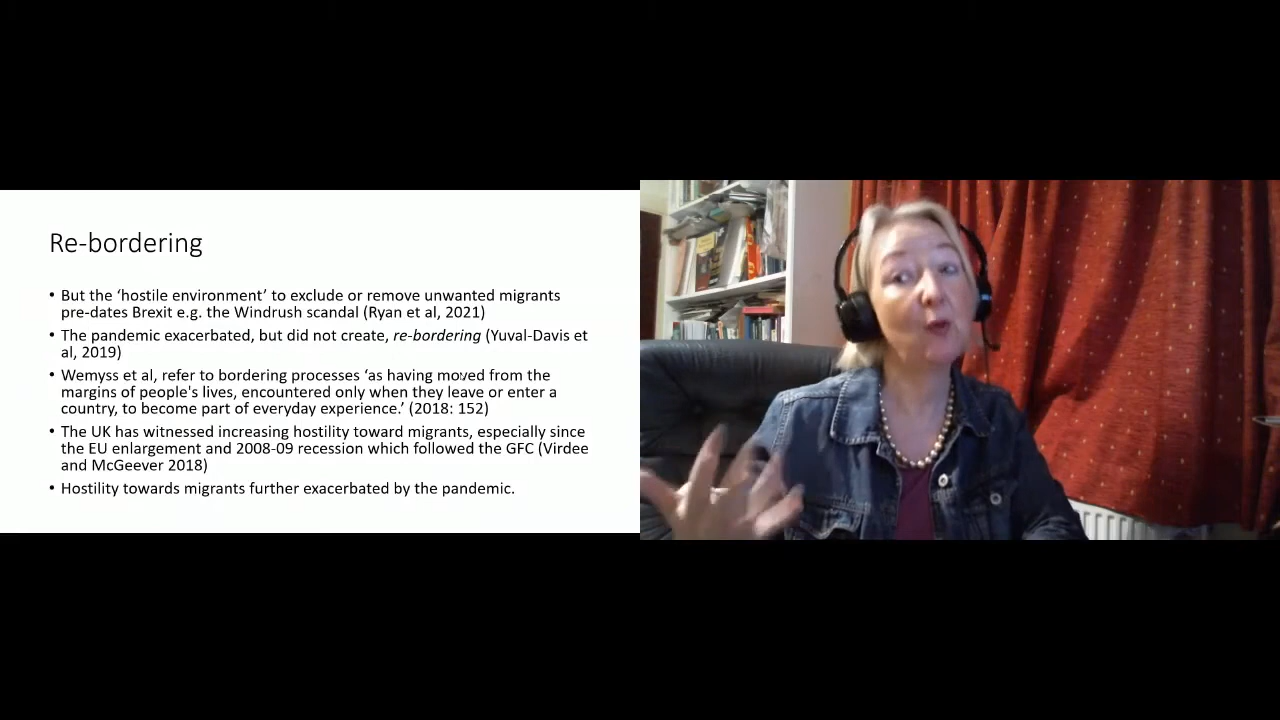 Re-bordering
• But the ‘hostile environment’ to exclude or remove unwanted migrants
pre-dates Brexit e.g. the Windrush scandal (Ryan et al, 2021)
• The pandemic exacerbated, but did not create, re-bordering (Yuval-Davis et
al, 2019)
• Wemyss et al, refer to bordering processes ‘as having moved from the
margins of people's lives, encountered only when they leave or enter a
country, to become part of everyday experience.’ (2018: 152)
• The UK has witnessed increasing hostility toward migrants, especially since
the EU enlargement and 2008-09 recession which followed the GFC (Virdee
and McGeever 2018)
• Hostility towards migrants further exacerbated by the pandemic.